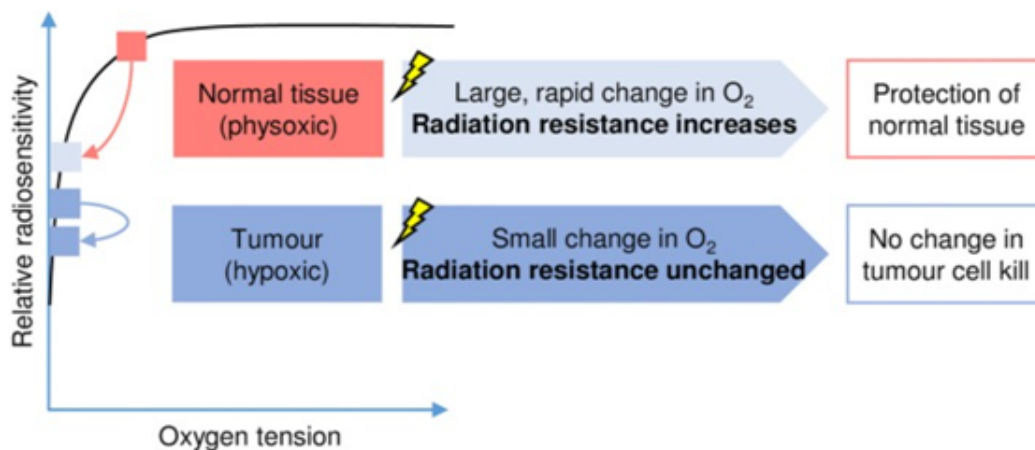 Relative radiosensitivity
Oxygen tension
Normal tissue
(physoxic)
Large, rapid change in O₂
Radiation resistance increases
Protection of
normal tissue
Tumour
(hypoxic)
Small change in O₂
Radiation resistance unchanged
No change in
tumour cell kill